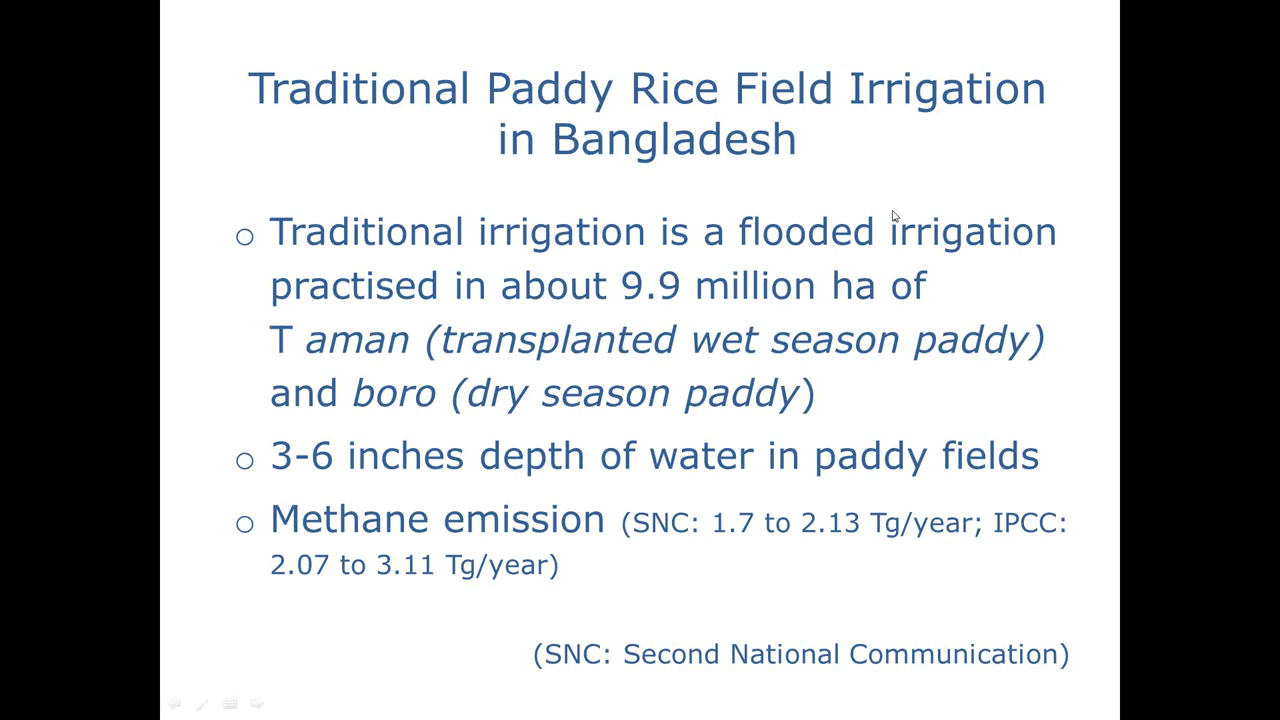 Traditional Paddy Rice Field Irrigation
in Bangladesh
o Traditional irrigation is a flooded irrigation
practised in about 9.9 million ha of
T aman (transplanted wet season paddy)
and boro (dry season paddy)
o 3-6 inches depth of water in paddy fields
o Methane emission (SNC: 1.7 to 2.13 Tg/year; IPCC:
2.07 to 3.11 Tg/year)
(SNC: Second National Communication)